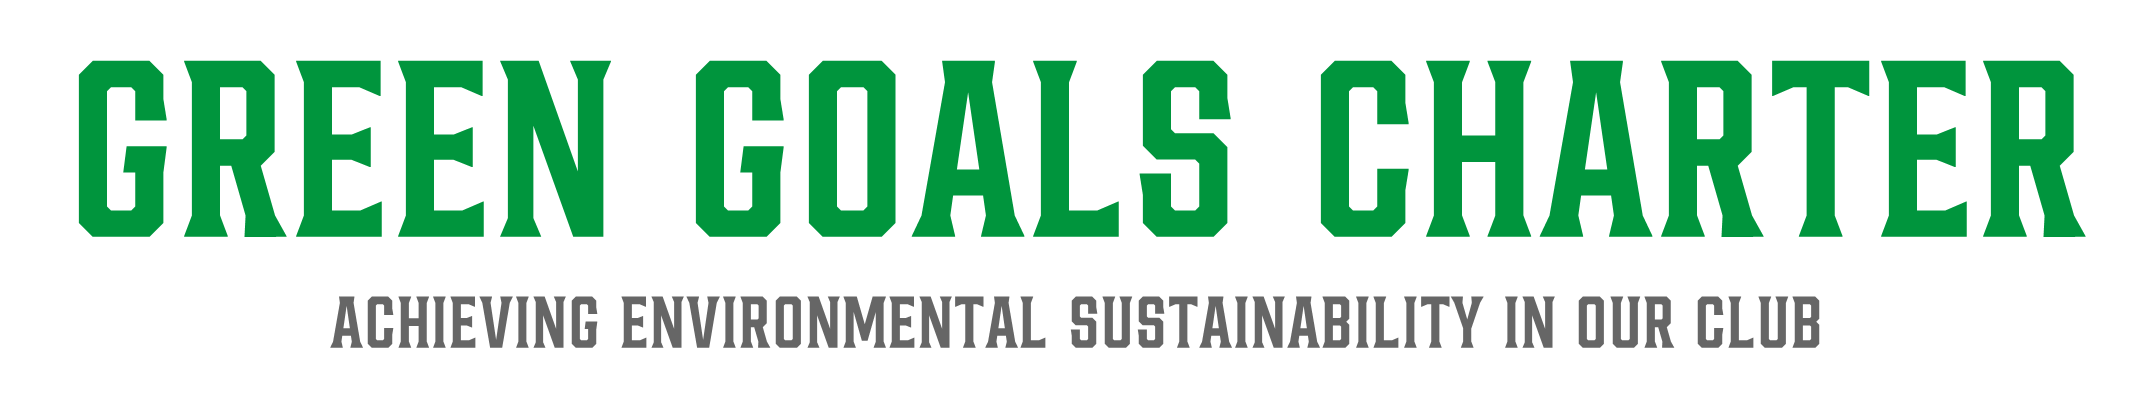 GREEN GOALS CHARTER
ACHIEVING ENVIRONMENTAL SUSTAINABILITY IN OUR CLUB